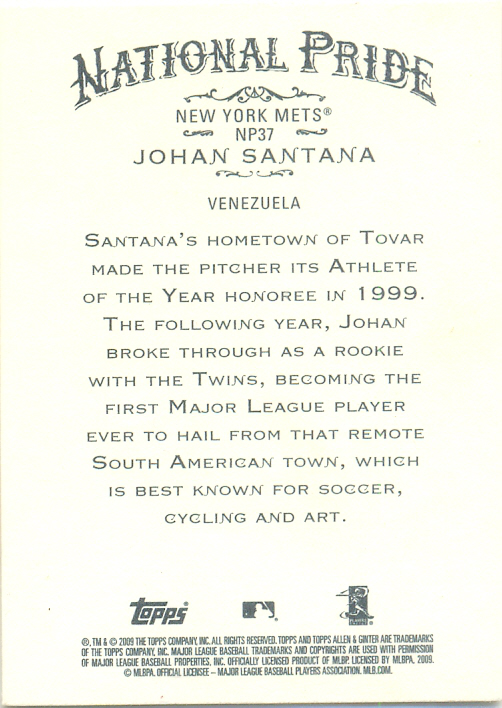 NATIONAL PRIDE
NEW YORK METS®
NP37
JOHAN SANTANA
VENEZUELA
SANTANA'S HOMETOWN OF TOVAR
MADE THE PITCHER ITS ATHLETE
OF THE YEAR HONOREE IN 1999.
THE FOLLOWING YEAR, JOHAN
BROKE THROUGH AS A ROOKIE
WITH THE TWINS, BECOMING THE
FIRST MAJOR LEAGUE PLAYER
EVER TO HAIL FROM THAT REMOTE
SOUTH AMERICAN TOWN, WHICH
IS BEST KNOWN FOR SOCCER,
CYCLING AND ART.
topps®
®, TM & © 2009 THE TOPPS COMPANY, INC. ALL RIGHTS RESERVED. TOPPS AND TOPPS ALLEN & GINTER ARE TRADEMARKS
OF THE TOPPS COMPANY, INC. MAJOR LEAGUE BASEBALL TRADEMARKS AND COPYRIGHTS ARE USED WITH PERMISSION
OF MAJOR LEAGUE BASEBALL PROPERTIES, INC. OFFICIALLY LICENSED PRODUCT OF MLBP. LICENSED BY MLBPA, 2009.
© MLBPA. OFFICIAL LICENSEE – MAJOR LEAGUE BASEBALL PLAYERS ASSOCIATION. MLB.COM.